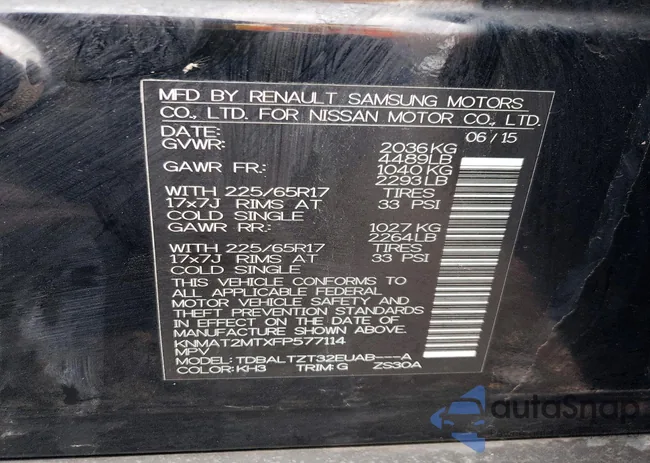 MFD BY RENAULT SAMSUNG MOTORS
CO., LTD. FOR NISSAN MOTOR CO., LTD.
DATE: 06/15
GVWR: 2036KG
4489LB
GAWR FR: 1040KG
2293LB
WITH 225/65R17 TIRES
17x7J RIMS AT 33 PSI
COLD SINGLE
GAWR RR: 1027KG
2264LB
WITH 225/65R17 TIRES
17x7J RIMS AT 33 PSI
COLD SINGLE
THIS VEHICLE CONFORMS TO
ALL APPLICABLE FEDERAL
MOTOR VEHICLE SAFETY AND
THEFT PREVENTION STANDARDS
IN EFFECT ON THE DATE OF
MANUFACTURE SHOWN ABOVE.
KNMAT2MTXFP577114
MPV
MODEL: TDBALTZT32EUAB---A
COLOR: KH3 TRIM: G ZS30A
autoSnap